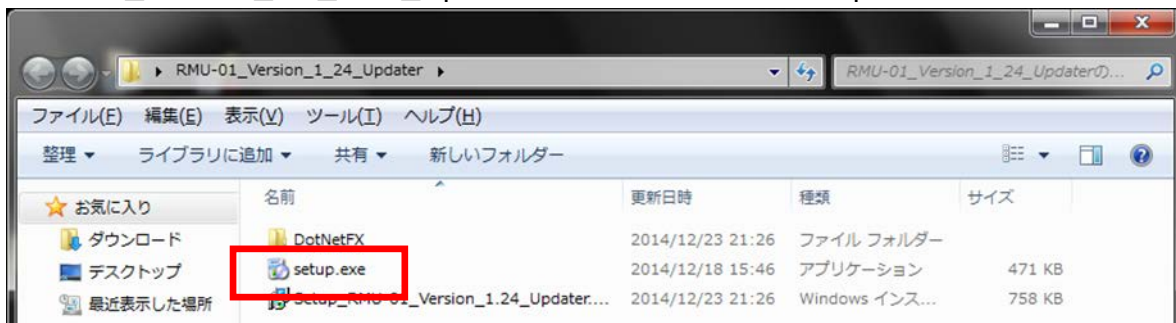 RMU-01_Version_1_24_Updater
RMU-01_Version_1_24_Updaterの...
ファイル(F) 編集(E) 表示(V) ツール(T) ヘルプ(H)
整理 ライブラリに追加 共有 新しいフォルダー
お気に入り
ダウンロード
デスクトップ
最近表示した場所
名前 更新日時 種類 サイズ
DotNetFX 2014/12/23 21:26 ファイル フォルダー
setup.exe 2014/12/18 15:46 アプリケーション 471 KB
Setup_RMU-01_Version_1.24_Updater.... 2014/12/23 21:26 Windows インス... 758 KB